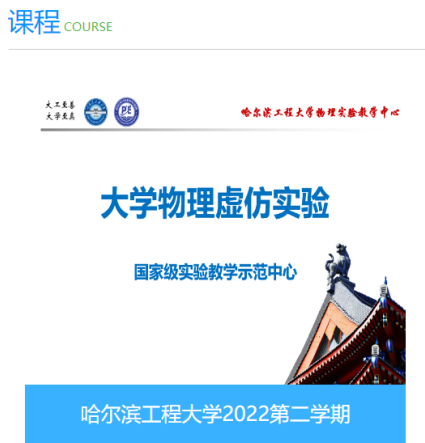 课程 COURSE
大工至善
大学至真
哈尔滨工程大学物理实验教学中心
大学物理虚仿实验
国家级实验教学示范中心
哈尔滨工程大学2022第二学期